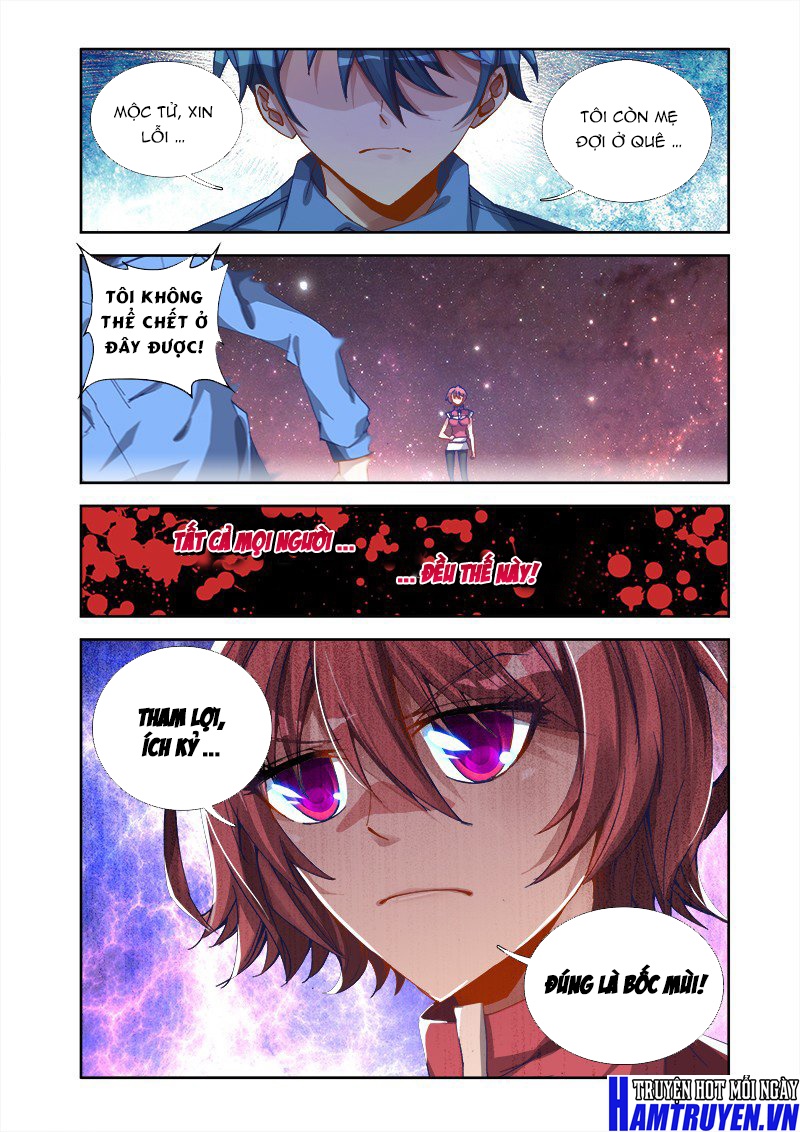 MỘC TỬ, XIN
LỖI ...
TÔI CÒN MẸ
ĐỢI Ở QUÊ ...
TÔI KHÔNG
THỂ CHẾT Ở
ĐÂY ĐƯỢC!
TẤT CẢ MỌI NGƯỜI ...
... ĐỀU THẾ NÀY!
THAM LỢI,
ÍCH KỶ ...
ĐÚNG LÀ BỐC MÙI!
TRUYỆN HOT MỖI NGÀY
HAMTRUYEN.VN